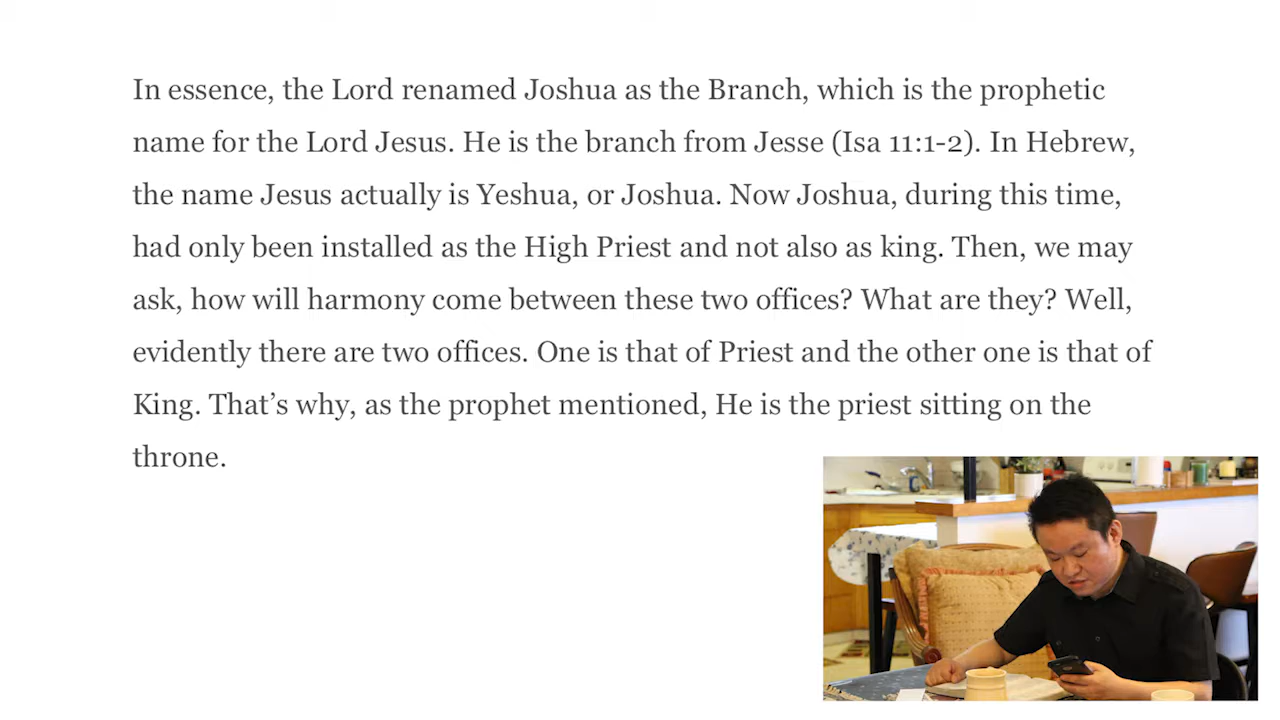 In essence, the Lord renamed Joshua as the Branch, which is the prophetic
name for the Lord Jesus. He is the branch from Jesse (Isa 11:1-2). In Hebrew,
the name Jesus actually is Yeshua, or Joshua. Now Joshua, during this time,
had only been installed as the High Priest and not also as king. Then, we may
ask, how will harmony come between these two offices? What are they? Well,
evidently there are two offices. One is that of Priest and the other one is that of
King. That’s why, as the prophet mentioned, He is the priest sitting on the
throne.